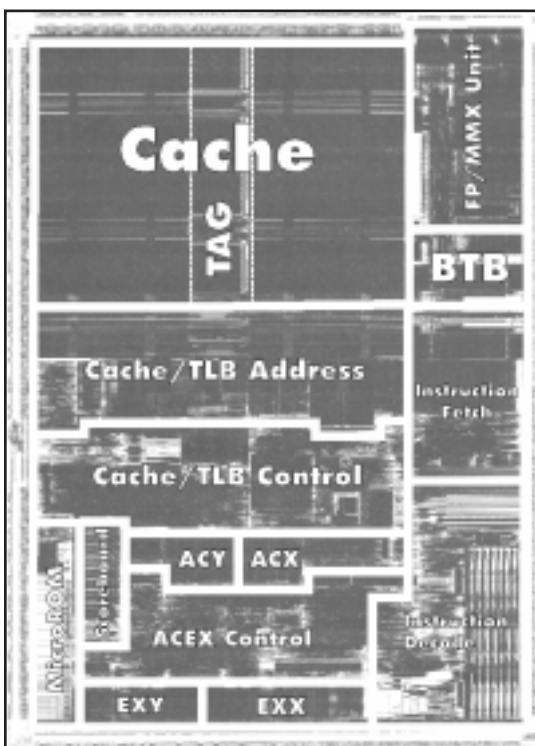 Cache
TAG
FP/MMX Unit
BTB
Cache/TLB Address
Instruction
Fetch
Cache/TLB Control
ACY
ACX
Scoreboard
MicroROM
ACEX Control
Instruction
Decode
EXY
EXX